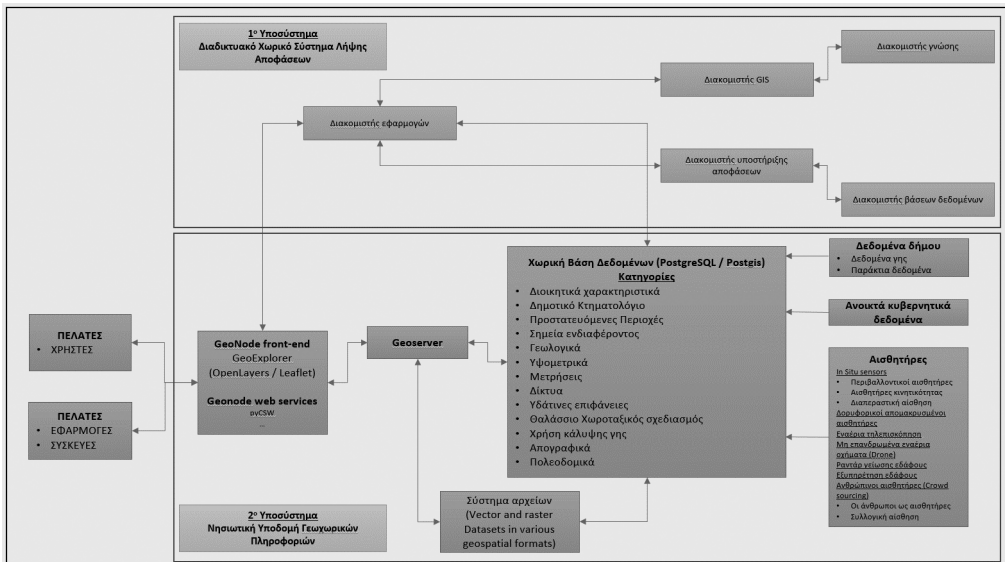 1ο Υποσύστημα
Διαδικτυακό Χωρικό Σύστημα Λήψης
Αποφάσεων
Διακομιστής γνώσης
Διακομιστής GIS
Διακομιστής εφαρμογών
Διακομιστής υποστήριξης
αποφάσεων
Διακομιστής βάσεων δεδομένων
ΠΕΛΑΤΕΣ
• ΧΡΗΣΤΕΣ
ΠΕΛΑΤΕΣ
• ΕΦΑΡΜΟΓΕΣ
• ΣΥΣΚΕΥΕΣ
GeoNode front-end
GeoExplorer
(OpenLayers / Leaflet)
Geonode web services
pyCSW
...
Geoserver
Χωρική Βάση Δεδομένων (PostgreSQL / Postgis)
Κατηγορίες
• Διοικητικά χαρακτηριστικά
• Δημοτικό Κτηματολόγιο
• Προστατευόμενες Περιοχές
• Σημεία ενδιαφέροντος
• Γεωλογικά
• Υψομετρικά
• Μετρήσεις
• Δίκτυα
• Υδάτινες επιφάνειες
• Θαλάσσιο Χωροταξικός σχεδιασμός
• Χρήση κάλυψης γης
• Απογραφικά
• Πολεοδομικά
Δεδομένα δήμου
• Δεδομένα γης
• Παράκτια δεδομένα
Ανοικτά κυβερνητικά
δεδομένα
Αισθητήρες
In Situ sensors
• Περιβαλλοντικοί αισθητήρες
• Αισθητήρες κινητικότητας
• Διαπεραστική αίσθηση
Δορυφορικοί απομακρυσμένοι
αισθητήρες
Εναέρια τηλεπισκόπηση
Μη επανδρωμένα εναέρια
οχήματα (Drone)
Ραντάρ γείωσης εδάφους
Εξυπηρέτηση εδάφους
Ανθρώπινοι αισθητήρες (Crowd
sourcing)
• Οι άνθρωποι ως αισθητήρες
• Συλλογική αίσθηση
Σύστημα αρχείων
(Vector and raster
Datasets in various
geospatial formats)
2ο Υποσύστημα
Νησιωτική Υποδομή Γεωχωρικών
Πληροφοριών